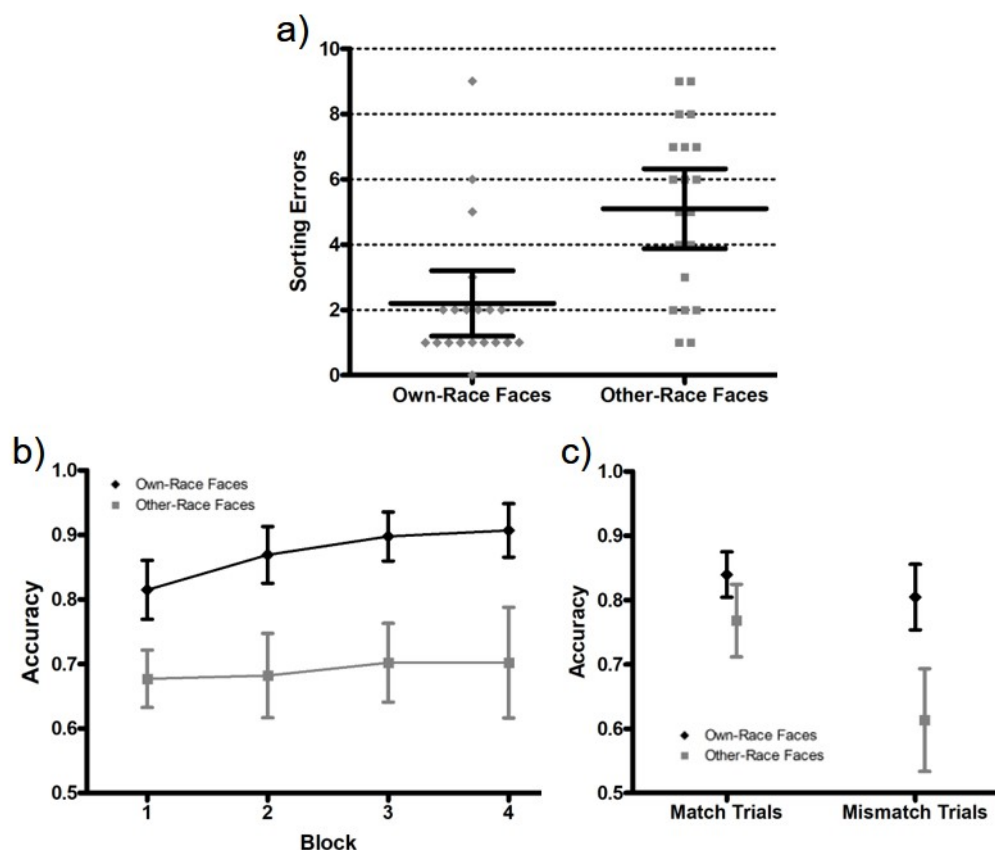 a)
10
8
6
4
2
0
Sorting Errors
Own-Race Faces
Other-Race Faces
b)
Own-Race Faces
Other-Race Faces
1.0
0.9
0.8
0.7
0.6
0.5
Accuracy
1
2
3
4
Block
c)
1.0
0.9
0.8
0.7
0.6
0.5
Accuracy
Own-Race Faces
Other-Race Faces
Match Trials
Mismatch Trials